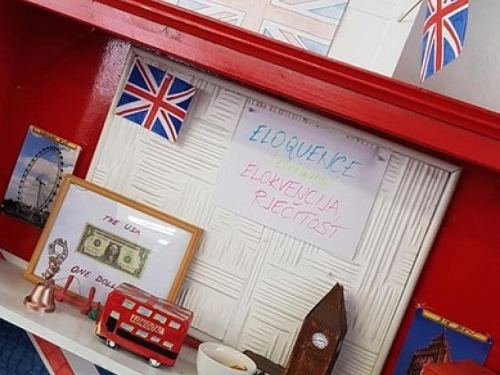 ELOQUENCE
ELOKVENCIJA,
RJEČITOST
THE USA
ONE DOLL
LONDON